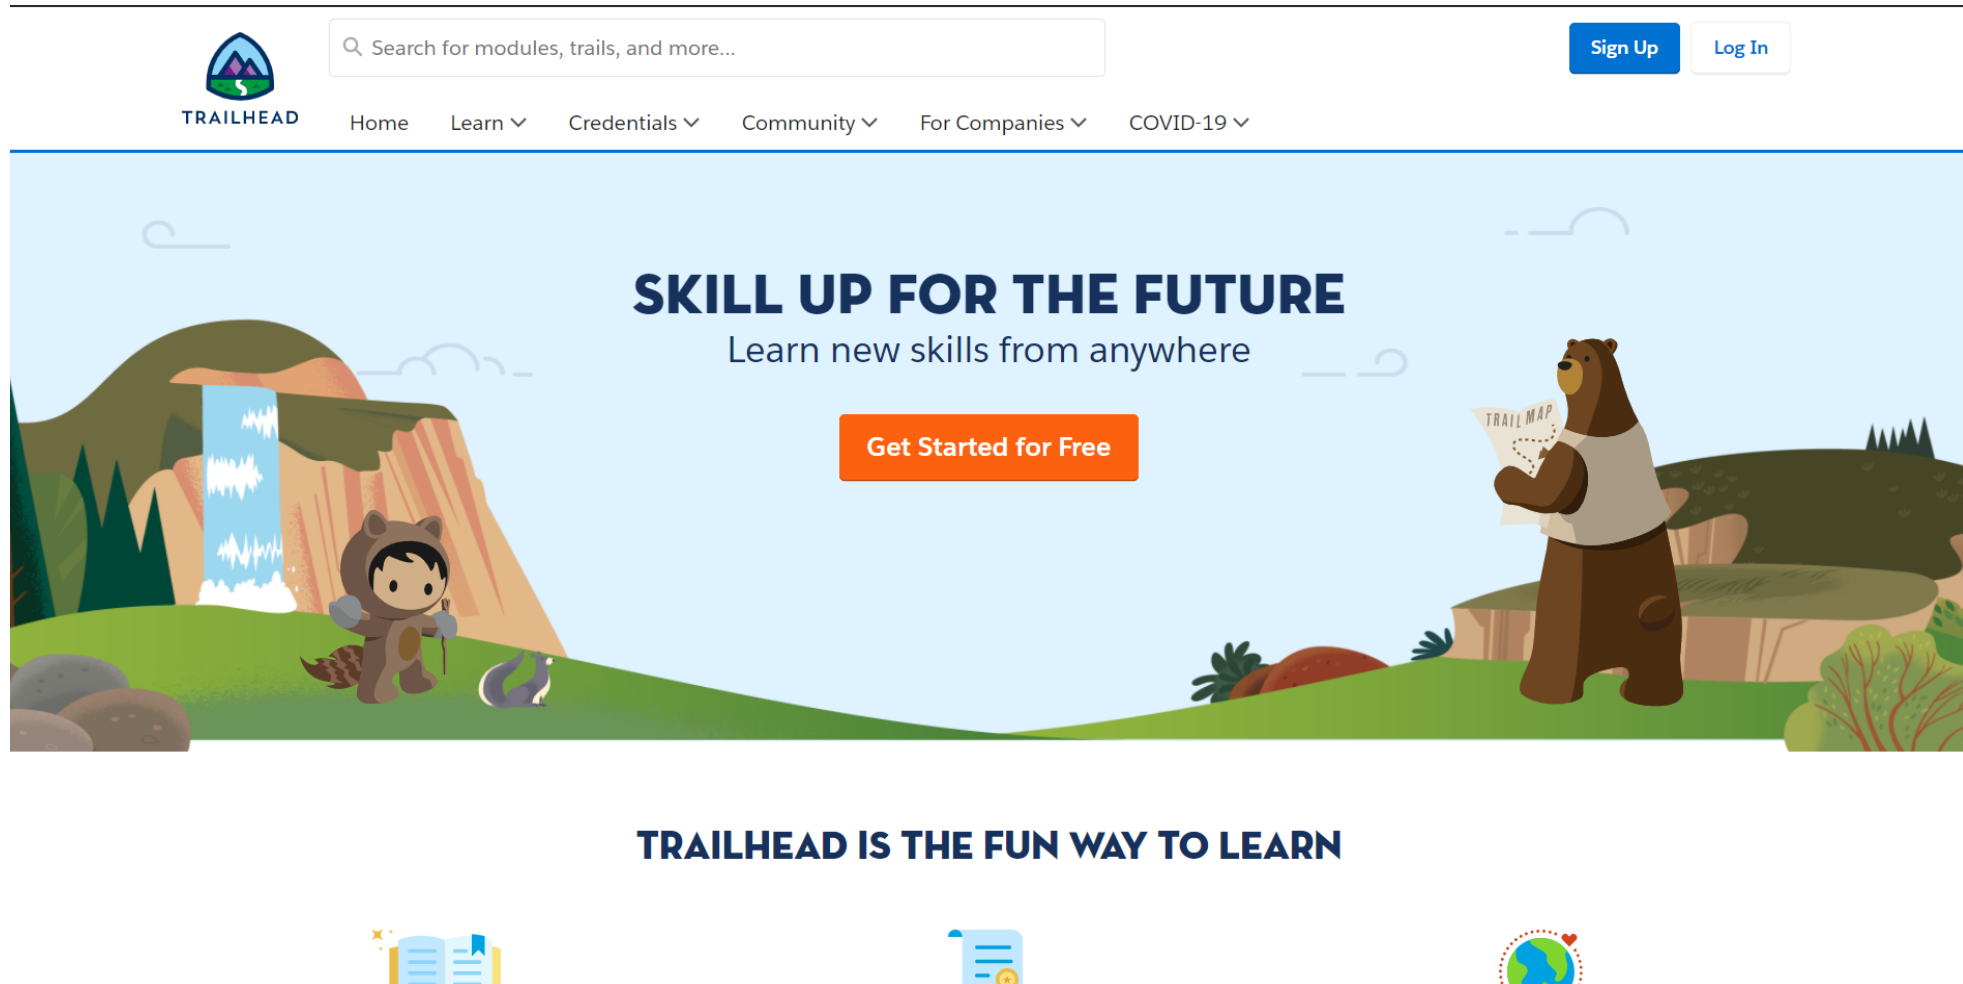 Search for modules, trails, and more...
Sign Up
Log In
TRAILHEAD
Home
Learn
Credentials
Community
For Companies
COVID-19
SKILL UP FOR THE FUTURE
Learn new skills from anywhere
Get Started for Free
TRAIL MAP
TRAILHEAD IS THE FUN WAY TO LEARN